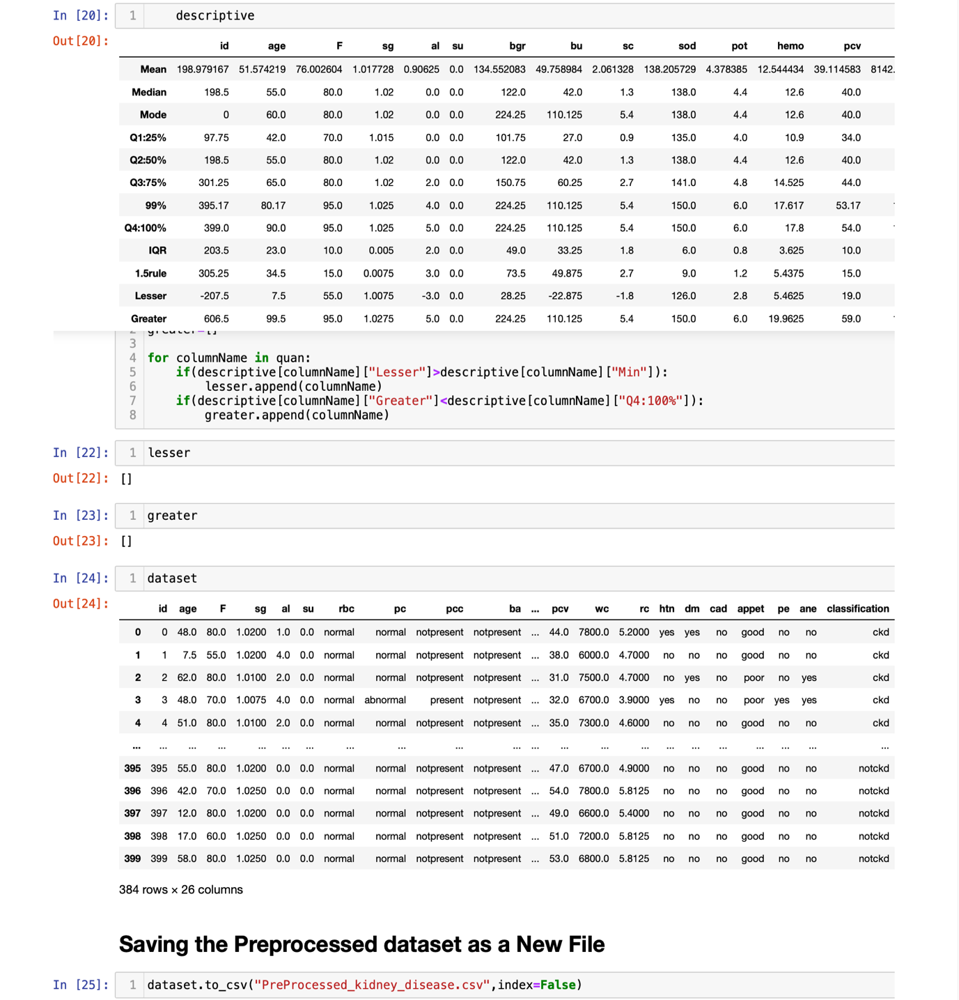 In [20]: 1 descriptive
Out[20]:
id age F sg al su bgr bu sc sod pot hemo pcv
Mean 198.979167 51.574219 76.002604 1.017728 0.90625 0.0 134.552083 49.758984 2.061328 138.205729 4.378385 12.544434 39.114583 8142.
Median 198.5 55.0 80.0 1.02 0.0 0.0 122.0 42.0 1.3 138.0 4.4 12.6 40.0
Mode 0 60.0 80.0 1.02 0.0 0.0 224.25 110.125 5.4 138.0 4.4 12.6 40.0
Q1:25% 97.75 42.0 70.0 1.015 0.0 0.0 101.75 27.0 0.9 135.0 4.0 10.9 34.0
Q2:50% 198.5 55.0 80.0 1.02 0.0 0.0 122.0 42.0 1.3 138.0 4.4 12.6 40.0
Q3:75% 301.25 65.0 80.0 1.02 2.0 0.0 150.75 60.25 2.7 141.0 4.8 14.525 44.0
99% 395.17 80.17 95.0 1.025 4.0 0.0 224.25 110.125 5.4 150.0 6.0 17.617 53.17
Q4:100% 399.0 90.0 95.0 1.025 5.0 0.0 224.25 110.125 5.4 150.0 6.0 17.8 54.0
IQR 203.5 23.0 10.0 0.005 2.0 0.0 49.0 33.25 1.8 6.0 0.8 3.625 10.0
1.5rule 305.25 34.5 15.0 0.0075 3.0 0.0 73.5 49.875 2.7 9.0 1.2 5.4375 15.0
Lesser -207.5 7.5 55.0 1.0075 -3.0 0.0 28.25 -22.875 -1.8 126.0 2.8 5.4625 19.0
Greater 606.5 99.5 95.0 1.0275 5.0 0.0 224.25 110.125 5.4 150.0 6.0 19.9625 59.0
2 greater=[]
3
4 for columnName in quan:
5 if(descriptive[columnName]["Lesser"]>descriptive[columnName]["Min"]):
6 lesser.append(columnName)
7 if(descriptive[columnName]["Greater"]<descriptive[columnName]["Q4:100%"]):
8 greater.append(columnName)
In [22]: 1 lesser
Out[22]: []
In [23]: 1 greater
Out[23]: []
In [24]: 1 dataset
Out[24]:
id age F sg al su rbc pc pcc ba ... pcv wc rc htn dm cad appet pe ane classification
0 0 48.0 80.0 1.0200 1.0 0.0 normal normal notpresent notpresent ... 44.0 7800.0 5.2000 yes yes no good no no ckd
1 1 7.5 55.0 1.0200 4.0 0.0 normal normal notpresent notpresent ... 38.0 6000.0 4.7000 no no no good no no ckd
2 2 62.0 80.0 1.0100 2.0 0.0 normal normal notpresent notpresent ... 31.0 7500.0 4.7000 no yes no poor no yes ckd
3 3 48.0 70.0 1.0075 4.0 0.0 normal abnormal present notpresent ... 32.0 6700.0 3.9000 yes no no poor yes yes ckd
4 4 51.0 80.0 1.0100 2.0 0.0 normal normal notpresent notpresent ... 35.0 7300.0 4.6000 no no no good no no ckd
... ... ... ... ... ... ... ... ... ... ... ... ... ... ... ... ... ... ... ... ... ...
395 395 55.0 80.0 1.0200 0.0 0.0 normal normal notpresent notpresent ... 47.0 6700.0 4.9000 no no no good no no notckd
396 396 42.0 70.0 1.0250 0.0 0.0 normal normal notpresent notpresent ... 54.0 7800.0 5.8125 no no no good no no notckd
397 397 12.0 80.0 1.0200 0.0 0.0 normal normal notpresent notpresent ... 49.0 6600.0 5.4000 no no no good no no notckd
398 398 17.0 60.0 1.0250 0.0 0.0 normal normal notpresent notpresent ... 51.0 7200.0 5.8125 no no no good no no notckd
399 399 58.0 80.0 1.0250 0.0 0.0 normal normal notpresent notpresent ... 53.0 6800.0 5.8125 no no no good no no notckd
384 rows × 26 columns
Saving the Preprocessed dataset as a New File
In [25]: 1 dataset.to_csv("PreProcessed_kidney_disease.csv",index=False)